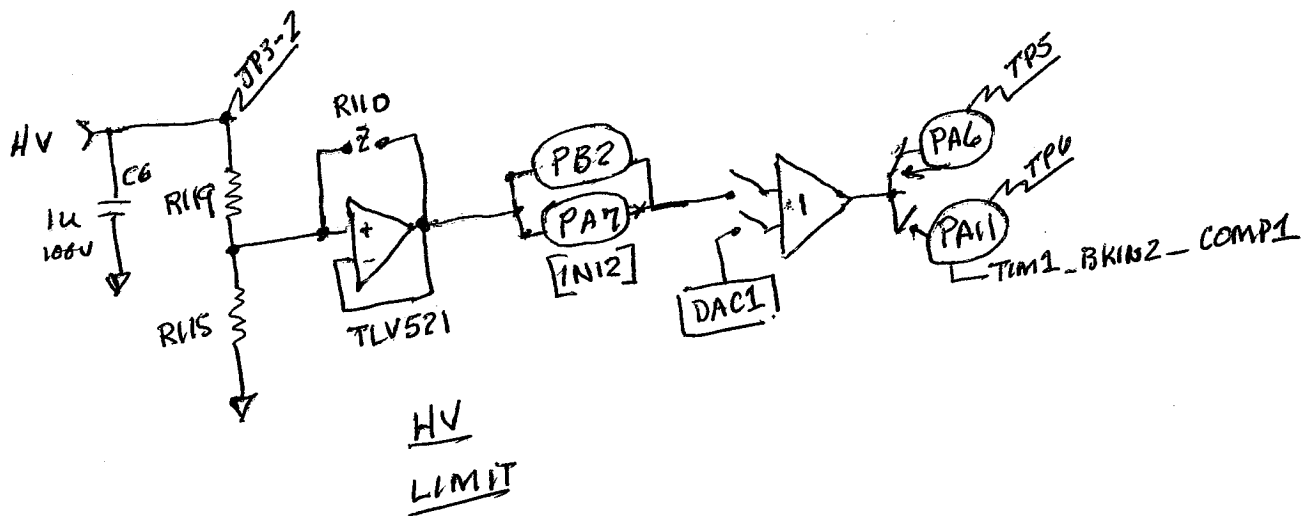 JP3-2
TP5
R110
Z
HV
PB2
PA6
TP6
C6
R119
+
1
1u
100V
PA7
PA11
-
[IN12]
TIM1_BKIN2_COMP1
DAC1
R115
TLV521
HV
LIMIT